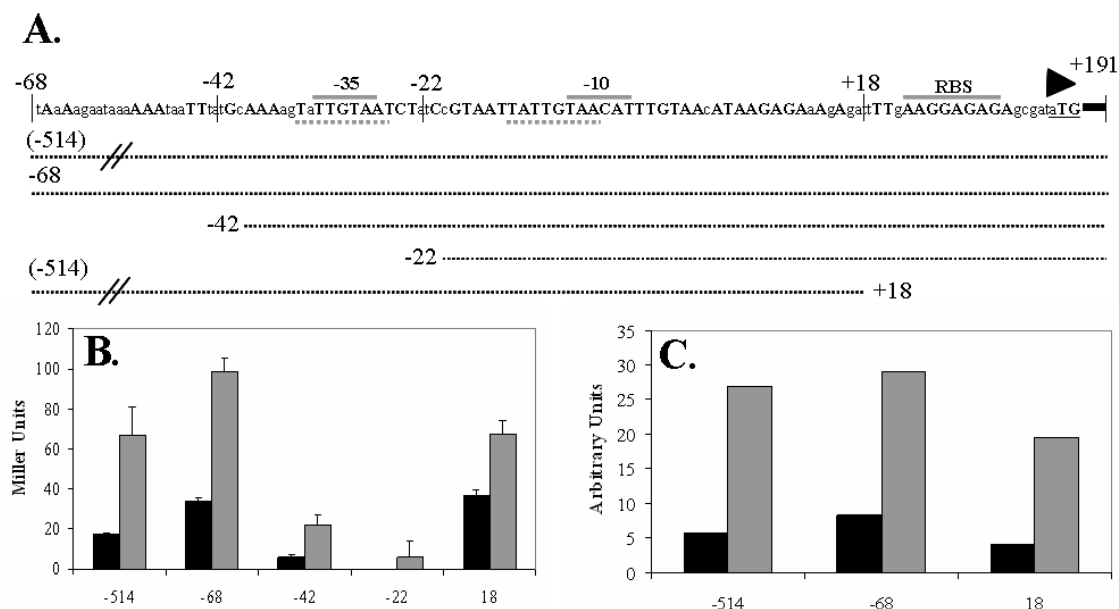 A.
-68 -42 -35 -22 -10 +18 RBS +191
tAaAagaataaaAAAataaTTtatGcAAAagTaTTGTAATCTatCcGTAATTATTGTAACATTTGTAAcATAAGAGAaAgAgatTTgAAGGAGAGAgcgataTG
(-514)
-68
-42
-22
(-514) +18
B.
Miller Units
120
100
80
60
40
20
0
-514 -68 -42 -22 18
C.
Arbitrary Units
35
30
25
20
15
10
5
0
-514 -68 18